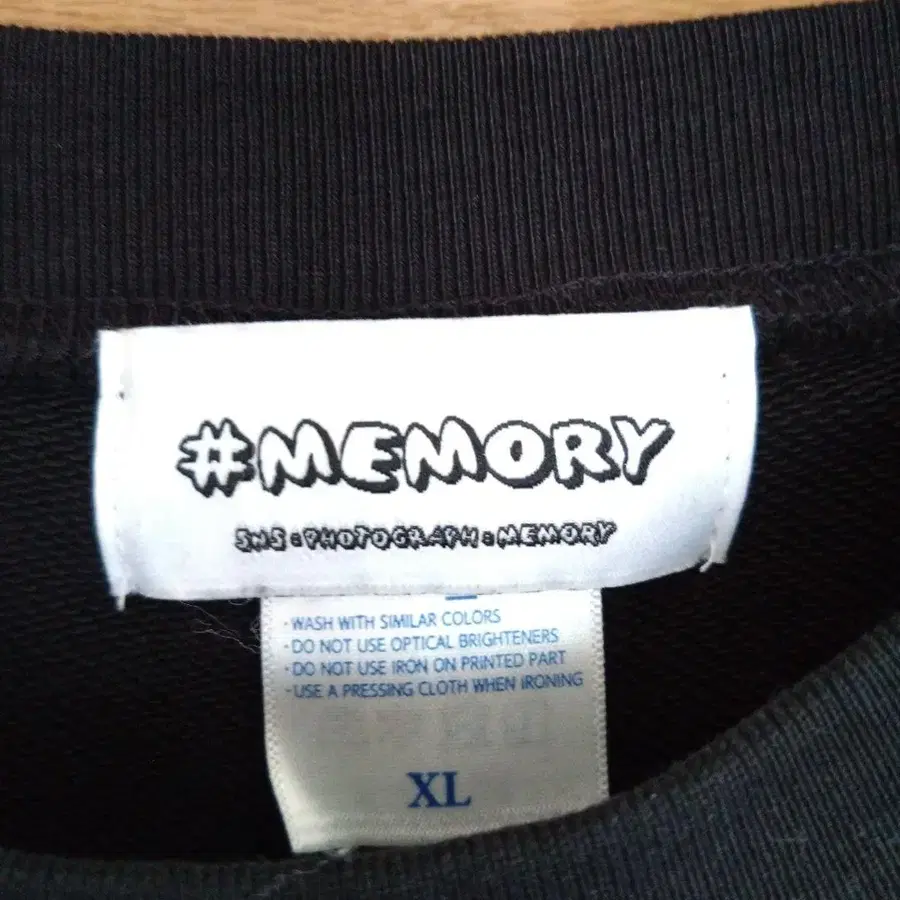 #MEMORY
SNS : PHOTOGRAPH : MEMORY
· WASH WITH SIMILAR COLORS
· DO NOT USE OPTICAL BRIGHTENERS
· DO NOT USE IRON ON PRINTED PART
· USE A PRESSING CLOTH WHEN IRONING
XL